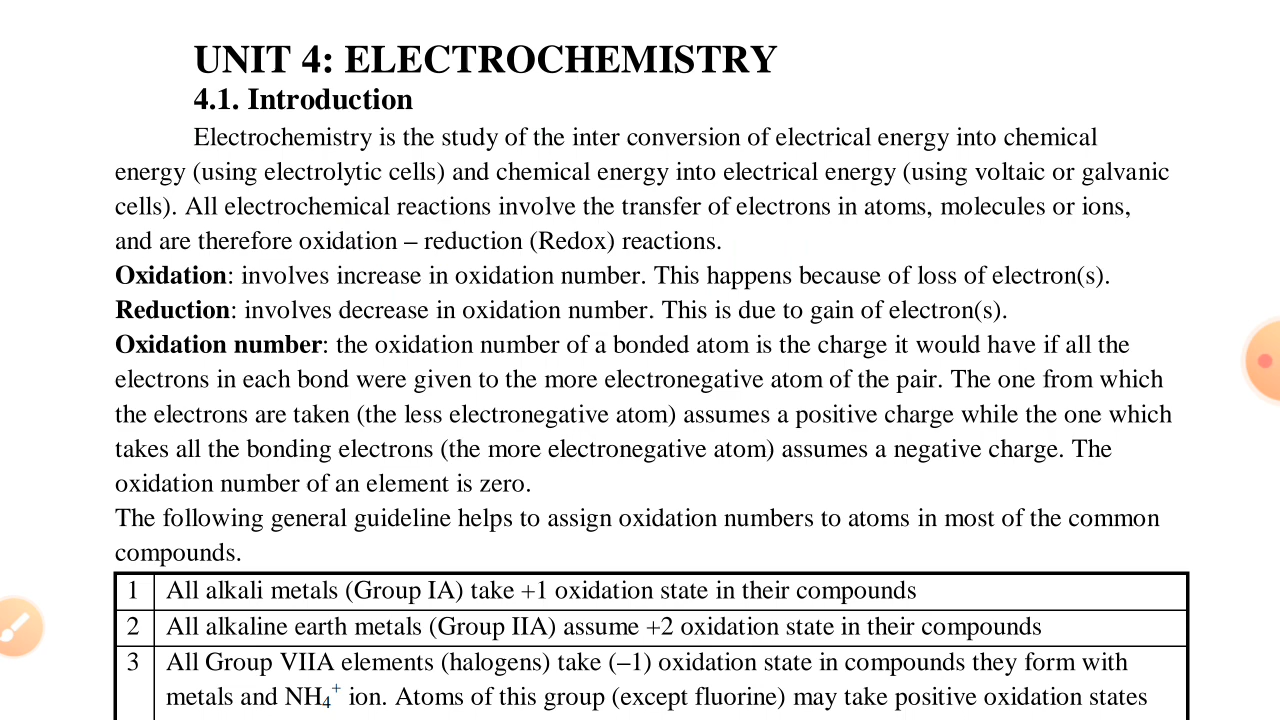 UNIT 4: ELECTROCHEMISTRY
4.1. Introduction
Electrochemistry is the study of the inter conversion of electrical energy into chemical
energy (using electrolytic cells) and chemical energy into electrical energy (using voltaic or galvanic
cells). All electrochemical reactions involve the transfer of electrons in atoms, molecules or ions,
and are therefore oxidation – reduction (Redox) reactions.
Oxidation: involves increase in oxidation number. This happens because of loss of electron(s).
Reduction: involves decrease in oxidation number. This is due to gain of electron(s).
Oxidation number: the oxidation number of a bonded atom is the charge it would have if all the
electrons in each bond were given to the more electronegative atom of the pair. The one from which
the electrons are taken (the less electronegative atom) assumes a positive charge while the one which
takes all the bonding electrons (the more electronegative atom) assumes a negative charge. The
oxidation number of an element is zero.
The following general guideline helps to assign oxidation numbers to atoms in most of the common
compounds.
1 All alkali metals (Group IA) take +1 oxidation state in their compounds
2 All alkaline earth metals (Group IIA) assume +2 oxidation state in their compounds
3 All Group VIIA elements (halogens) take (–1) oxidation state in compounds they form with
metals and NH₄⁺ ion. Atoms of this group (except fluorine) may take positive oxidation states